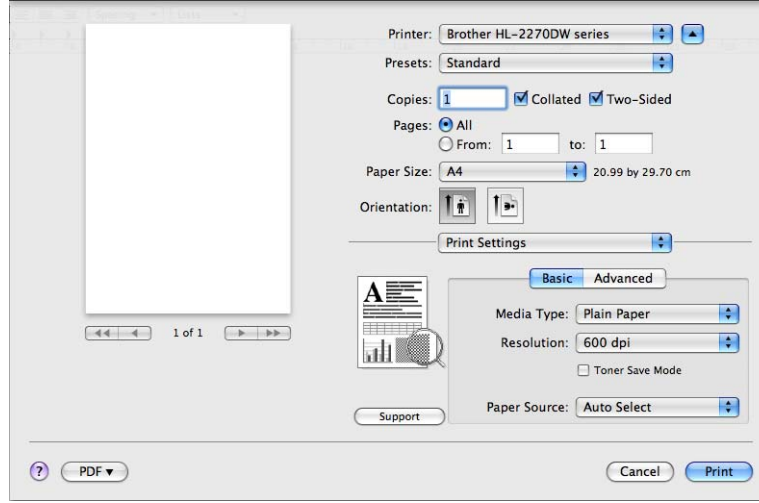 Spacing Lists
Printer: Brother HL-2270DW series
Presets: Standard
Copies: 1 Collated Two-Sided
Pages: All
From: 1 to: 1
Paper Size: A4 20.99 by 29.70 cm
Orientation:
Print Settings
Basic Advanced
A
Media Type: Plain Paper
1 of 1
Resolution: 600 dpi
Toner Save Mode
Paper Source: Auto Select
Support
? PDF Cancel Print